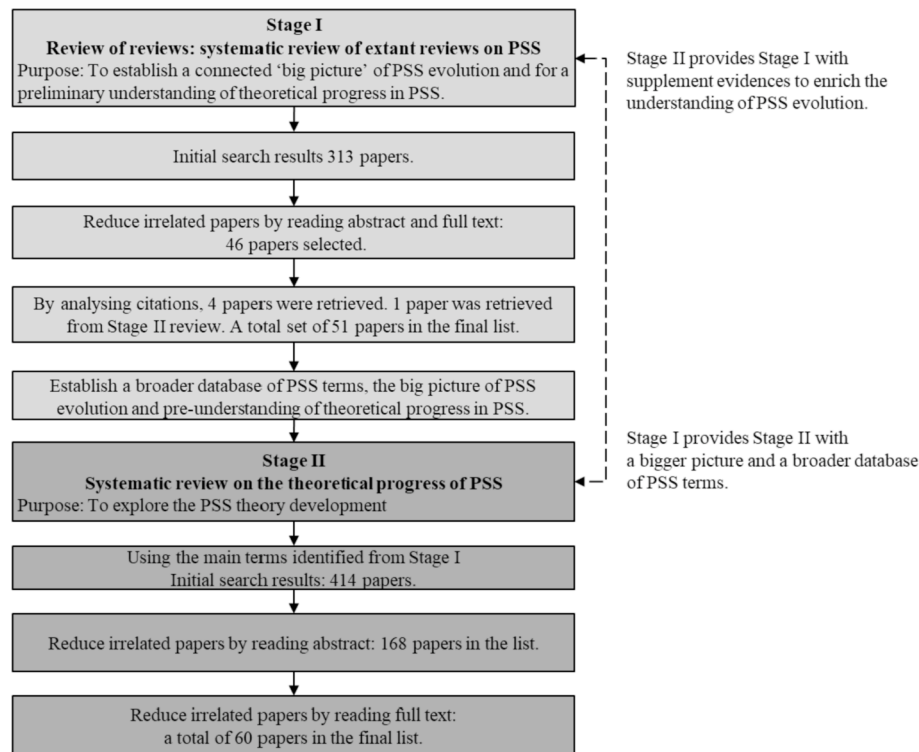 Stage I
Review of reviews: systematic review of extant reviews on PSS
Purpose: To establish a connected ‘big picture’ of PSS evolution and for a
preliminary understanding of theoretical progress in PSS.
Stage II provides Stage I with
supplement evidences to enrich the
understanding of PSS evolution.
Initial search results 313 papers.
Reduce irrelated papers by reading abstract and full text:
46 papers selected.
By analysing citations, 4 papers were retrieved. 1 paper was retrieved
from Stage II review. A total set of 51 papers in the final list.
Establish a broader database of PSS terms, the big picture of PSS
evolution and pre-understanding of theoretical progress in PSS.
Stage I provides Stage II with
a bigger picture and a broader database
of PSS terms.
Stage II
Systematic review on the theoretical progress of PSS
Purpose: To explore the PSS theory development
Using the main terms identified from Stage I
Initial search results: 414 papers.
Reduce irrelated papers by reading abstract: 168 papers in the list.
Reduce irrelated papers by reading full text:
a total of 60 papers in the final list.